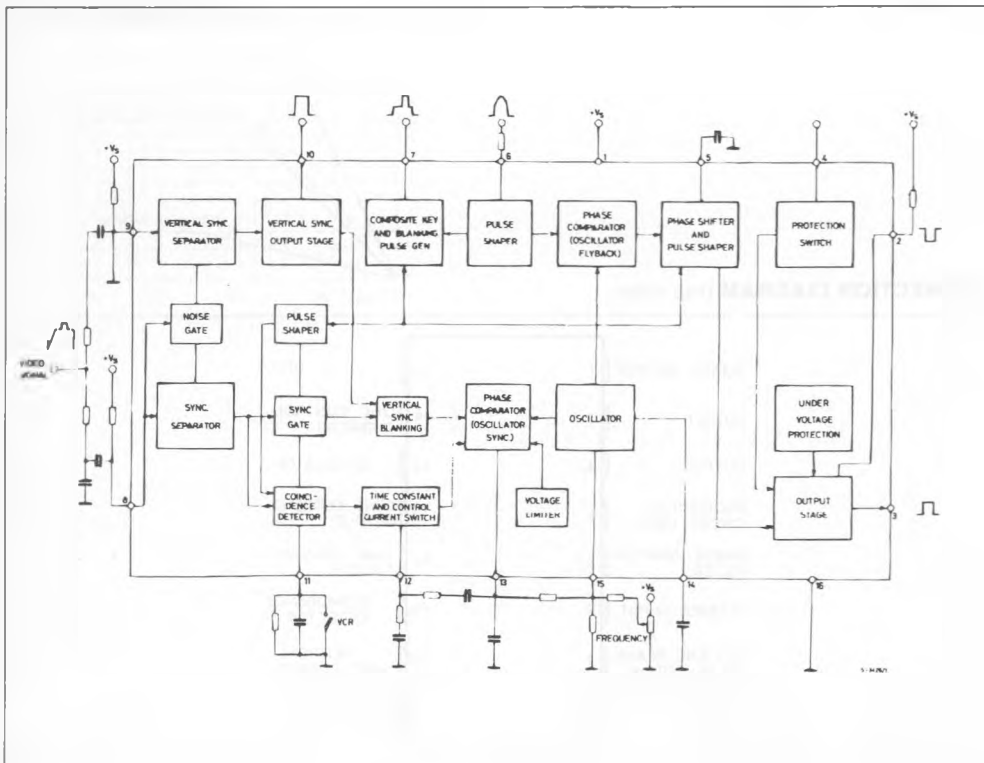 +Vs
+Vs
+Vs
10
7
6
1
5
4
9
2
VERTICAL SYNC
SEPARATOR
VERTICAL SYNC
OUTPUT STAGE
COMPOSITE KEY
AND BLANKING
PULSE GEN
PULSE
SHAPER
PHASE
COMPARATOR
(OSCILLATOR
FLYBACK)
PHASE SHIFTER
AND
PULSE SHAPER
PROTECTION
SWITCH
NOISE
GATE
PULSE
SHAPER
VIDEO
SIGNAL
+Vs
SYNC.
SEPARATOR
SYNC
GATE
VERTICAL
SYNC
BLANKING
PHASE
COMPARATOR
(OSCILLATOR
SYNC.)
OSCILLATOR
UNDER
VOLTAGE
PROTECTION
COINCI-
DENCE
DETECTOR
TIME CONSTANT
AND CONTROL
CURRENT SWITCH
VOLTAGE
LIMITER
OUTPUT
STAGE
8
3
11
12
13
15
14
16
+Vs
VCR
FREQUENCY